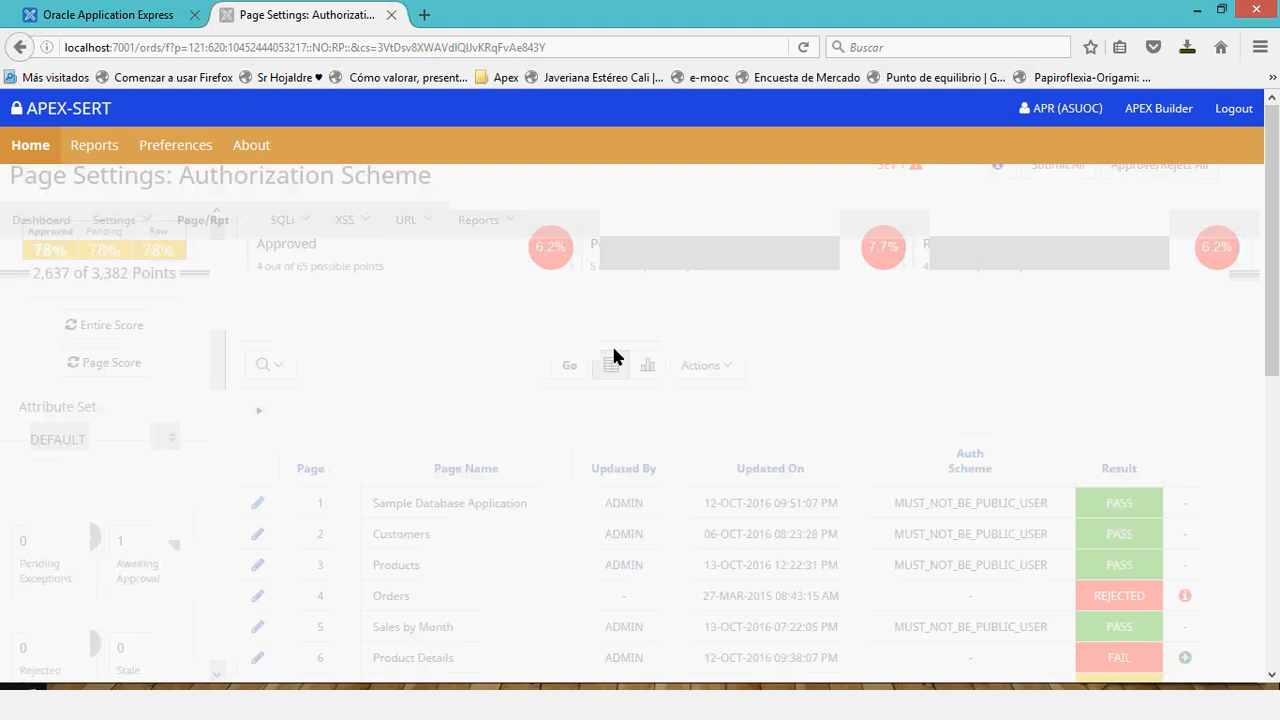 Oracle Application Express
Page Settings: Authorizati...
localhost:7001/ords/f?p=121:620:10452444053217::NO:RP::&cs=3VtDsv8XWAVdIQlJvKRqFvAe843Y
Buscar
Más visitados
Comenzar a usar Firefox
Sr Hojaldre ♥
Cómo valorar, present...
Apex
Javeriana Estéreo Cali |...
e-mooc
Encuesta de Mercado
Punto de equilibrio | G...
Papiroflexia-Origami: ...
APEX-SERT
APR (ASUOC)
APEX Builder
Logout
Home
Reports
Preferences
About
SEV 1
Submit All
Approve/Reject All
Page Settings: Authorization Scheme
Dashboard
Settings
Page/Rpt
SQLi
XSS
URL
Reports
Approved
Pending
Raw
78%
78%
78%
2,637 of 3,382 Points
Approved
4 out of 65 possible points
6.2%
7.7%
6.2%
Entire Score
Page Score
Go
Actions
Attribute Set
DEFAULT
Page
Page Name
Updated By
Updated On
Auth
Scheme
Result
1
Sample Database Application
ADMIN
12-OCT-2016 09:51:07 PM
MUST_NOT_BE_PUBLIC_USER
PASS
-
2
Customers
ADMIN
06-OCT-2016 08:23:28 PM
MUST_NOT_BE_PUBLIC_USER
PASS
-
3
Products
ADMIN
13-OCT-2016 12:22:31 PM
MUST_NOT_BE_PUBLIC_USER
PASS
-
4
Orders
-
27-MAR-2015 08:43:15 AM
-
REJECTED
5
Sales by Month
ADMIN
13-OCT-2016 07:22:05 PM
MUST_NOT_BE_PUBLIC_USER
PASS
-
6
Product Details
ADMIN
12-OCT-2016 09:38:07 PM
-
FAIL
0
Pending
Exceptions
1
Awaiting
Approval
0
Rejected
0
Stale